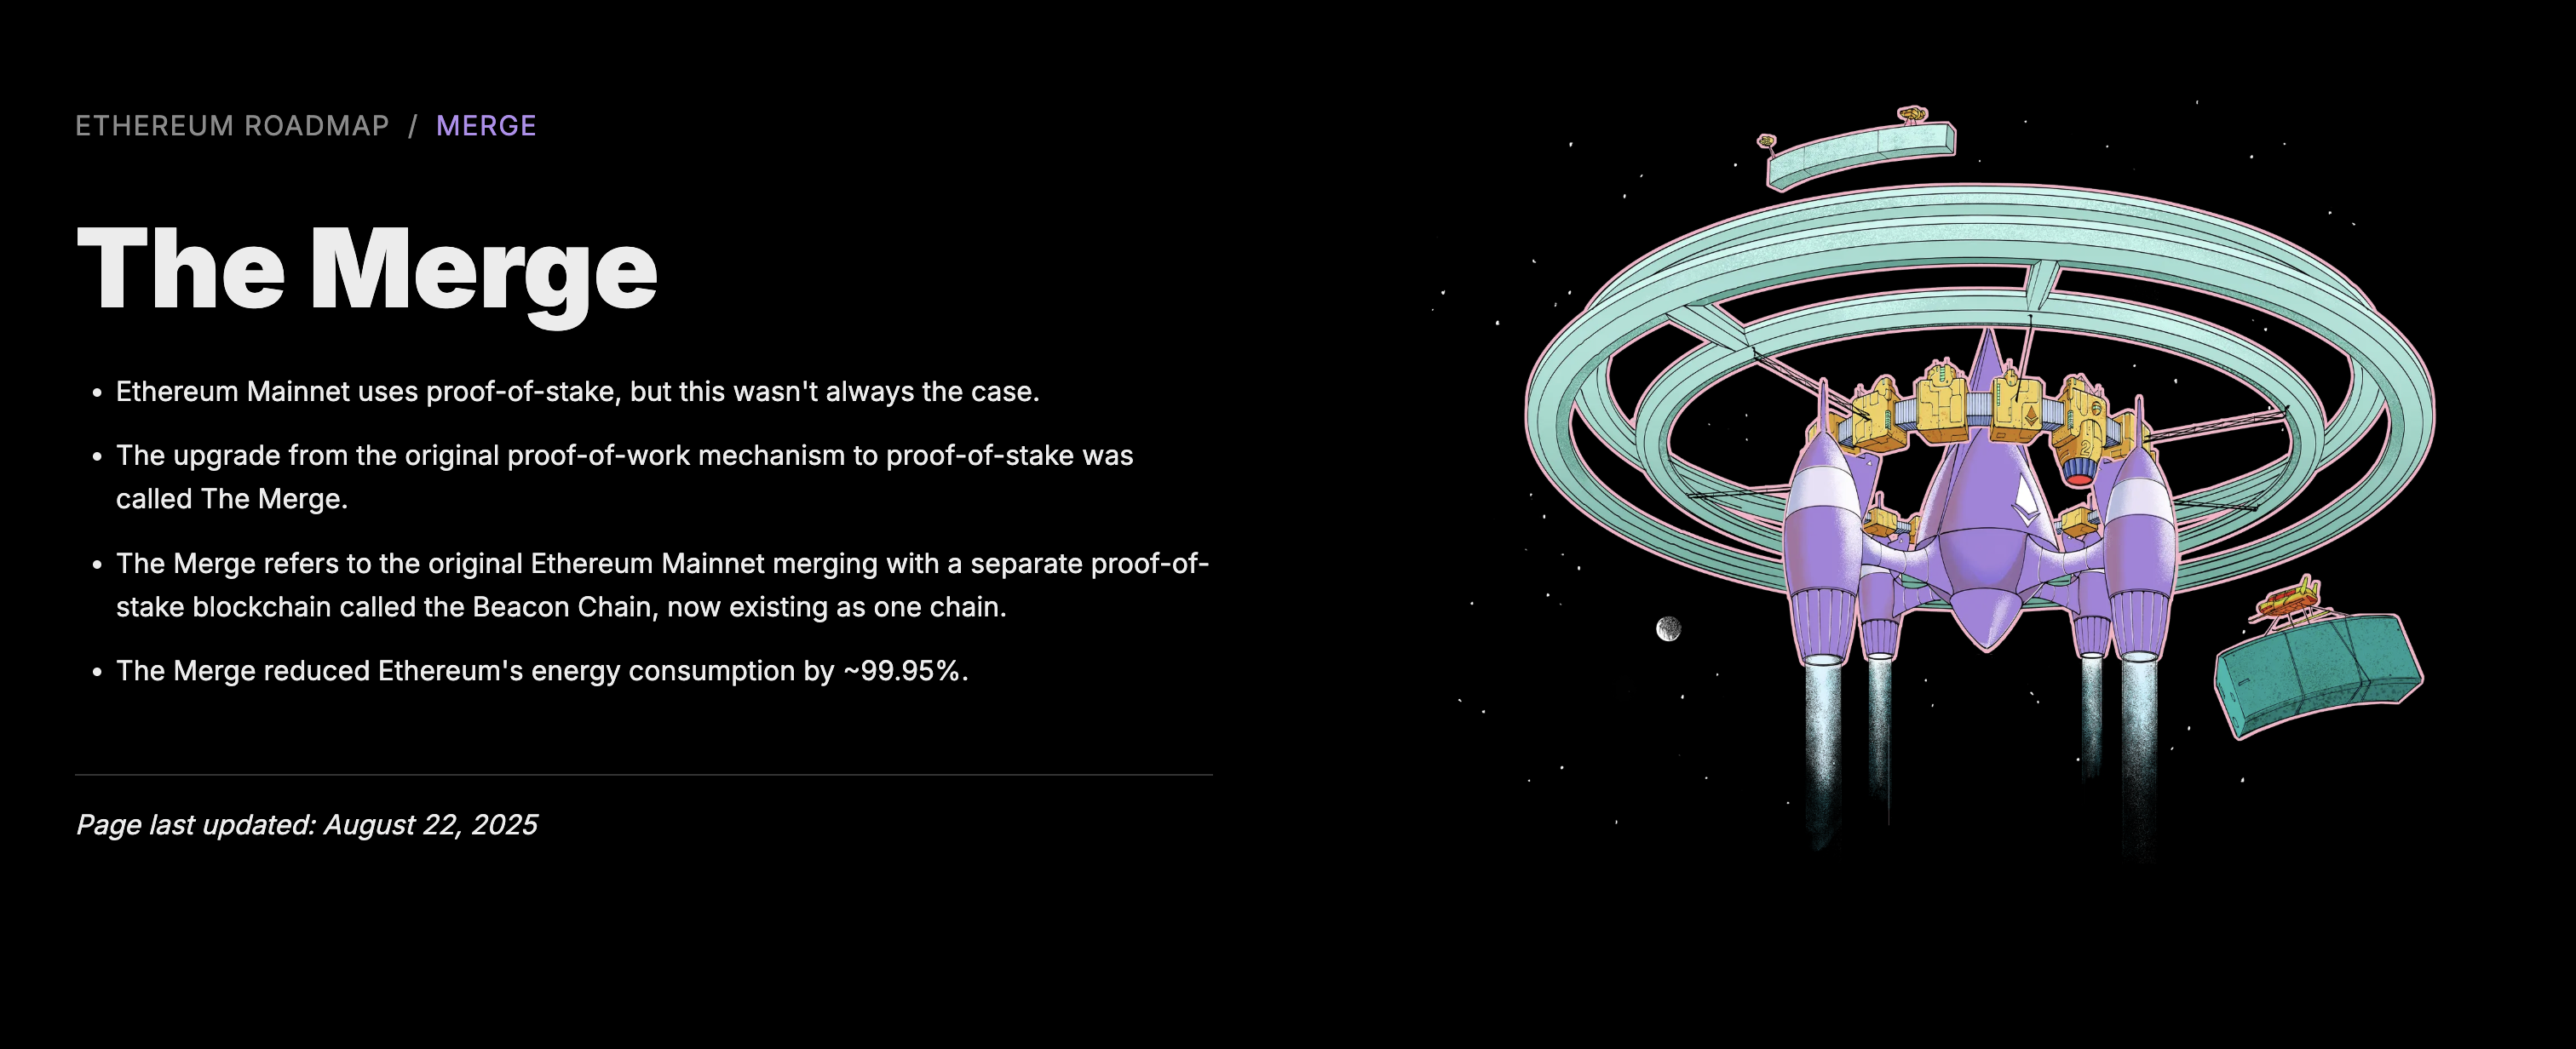 ETHEREUM ROADMAP / MERGE
The Merge
• Ethereum Mainnet uses proof-of-stake, but this wasn't always the case.
• The upgrade from the original proof-of-work mechanism to proof-of-stake was
called The Merge.
• The Merge refers to the original Ethereum Mainnet merging with a separate proof-of-
stake blockchain called the Beacon Chain, now existing as one chain.
• The Merge reduced Ethereum's energy consumption by ~99.95%.
Page last updated: August 22, 2025
2